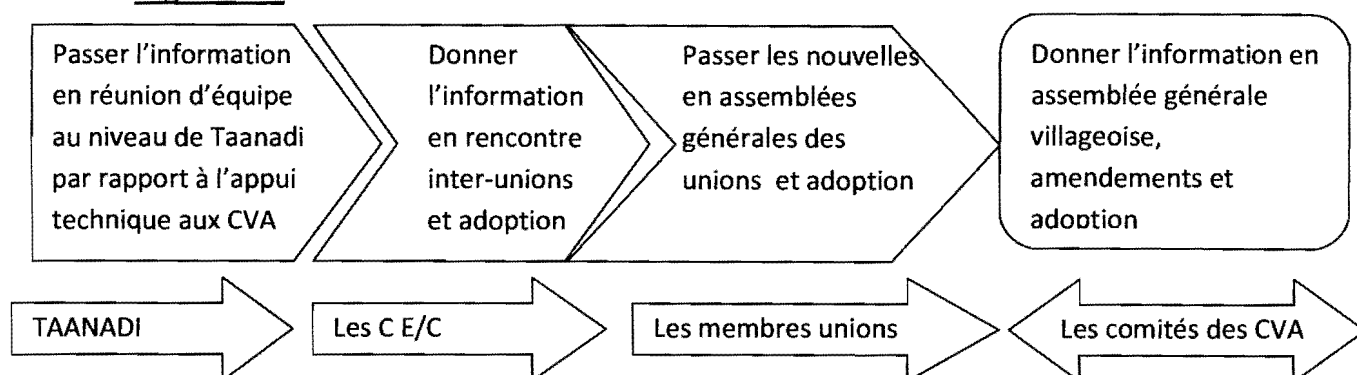 Passer l'information
en réunion d'équipe
au niveau de Taanadi
par rapport à l'appui
technique aux CVA
Donner
l'information
en rencontre
inter-unions
et adoption
Passer les nouvelles
en assemblées
générales des
unions et adoption
Donner l'information en
assemblée générale
villageoise,
amendements et
adoption
TAANADI
Les C E/C
Les membres unions
Les comités des CVA